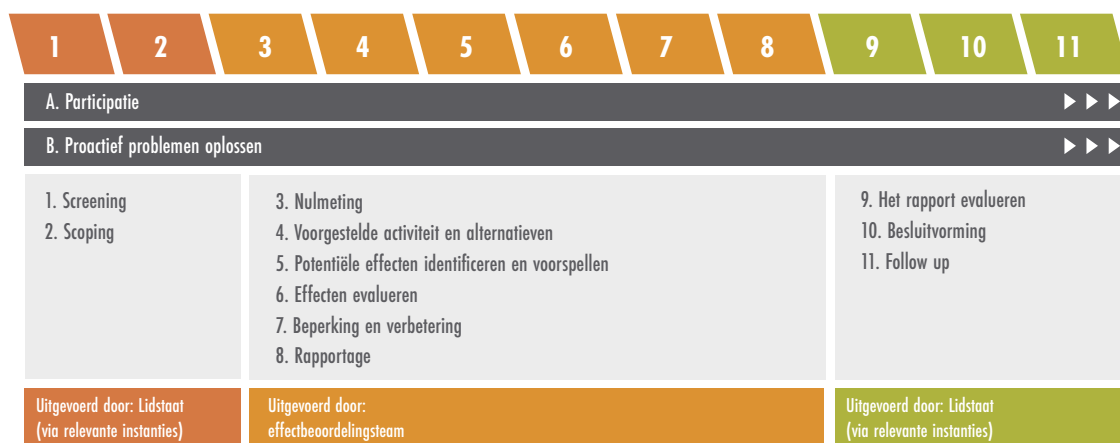 1 2 3 4 5 6 7 8 9 10 11
A. Participatie
B. Proactief problemen oplossen
1. Screening
2. Scoping
3. Nulmeting
4. Voorgestelde activiteit en alternatieven
5. Potentiële effecten identificeren en voorspellen
6. Effecten evalueren
7. Beperking en verbetering
8. Rapportage
9. Het rapport evalueren
10. Besluitvorming
11. Follow up
Uitgevoerd door: Lidstaat
(via relevante instanties)
Uitgevoerd door:
effectbeoordelingsteam
Uitgevoerd door: Lidstaat
(via relevante instanties)